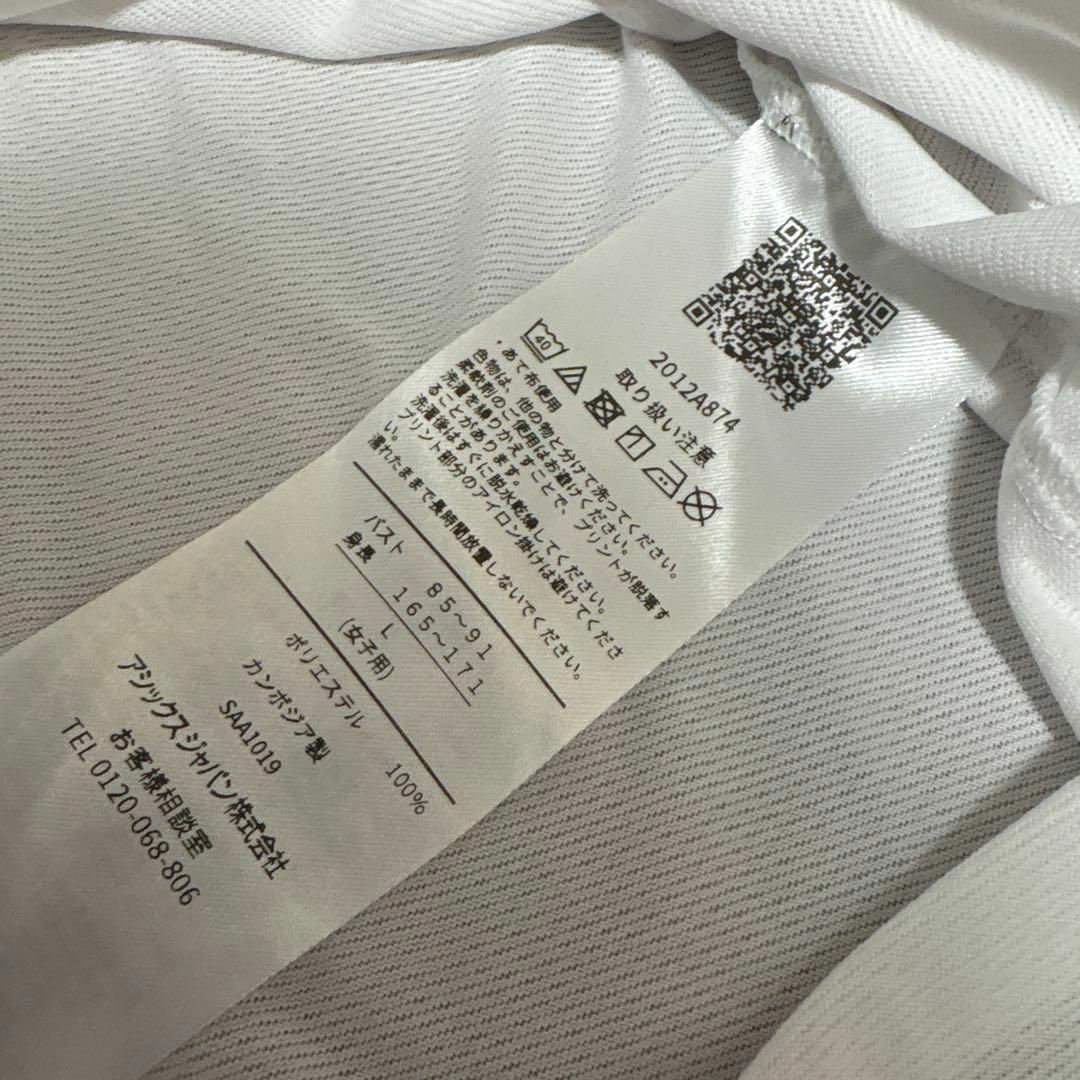 2012A874
取り扱い注意
40
・あて布使用
色物は、他の物と分けて洗ってください。
柔軟剤のご使用はお避けください。
洗濯を繰りかえすことで、プリントが脱落す
ることがあります。
洗濯後はすぐに脱水乾燥してください。
プリント部分のアイロン掛けは避けてくださ
い。
濡れたままで長時間放置しないでください。
バスト 85～91
身長 165～171
L
(女子用)
ポリエステル 100%
カンボジア製
SAA1019
アシックスジャパン株式会社
お客様相談室
TEL 0120-068-806